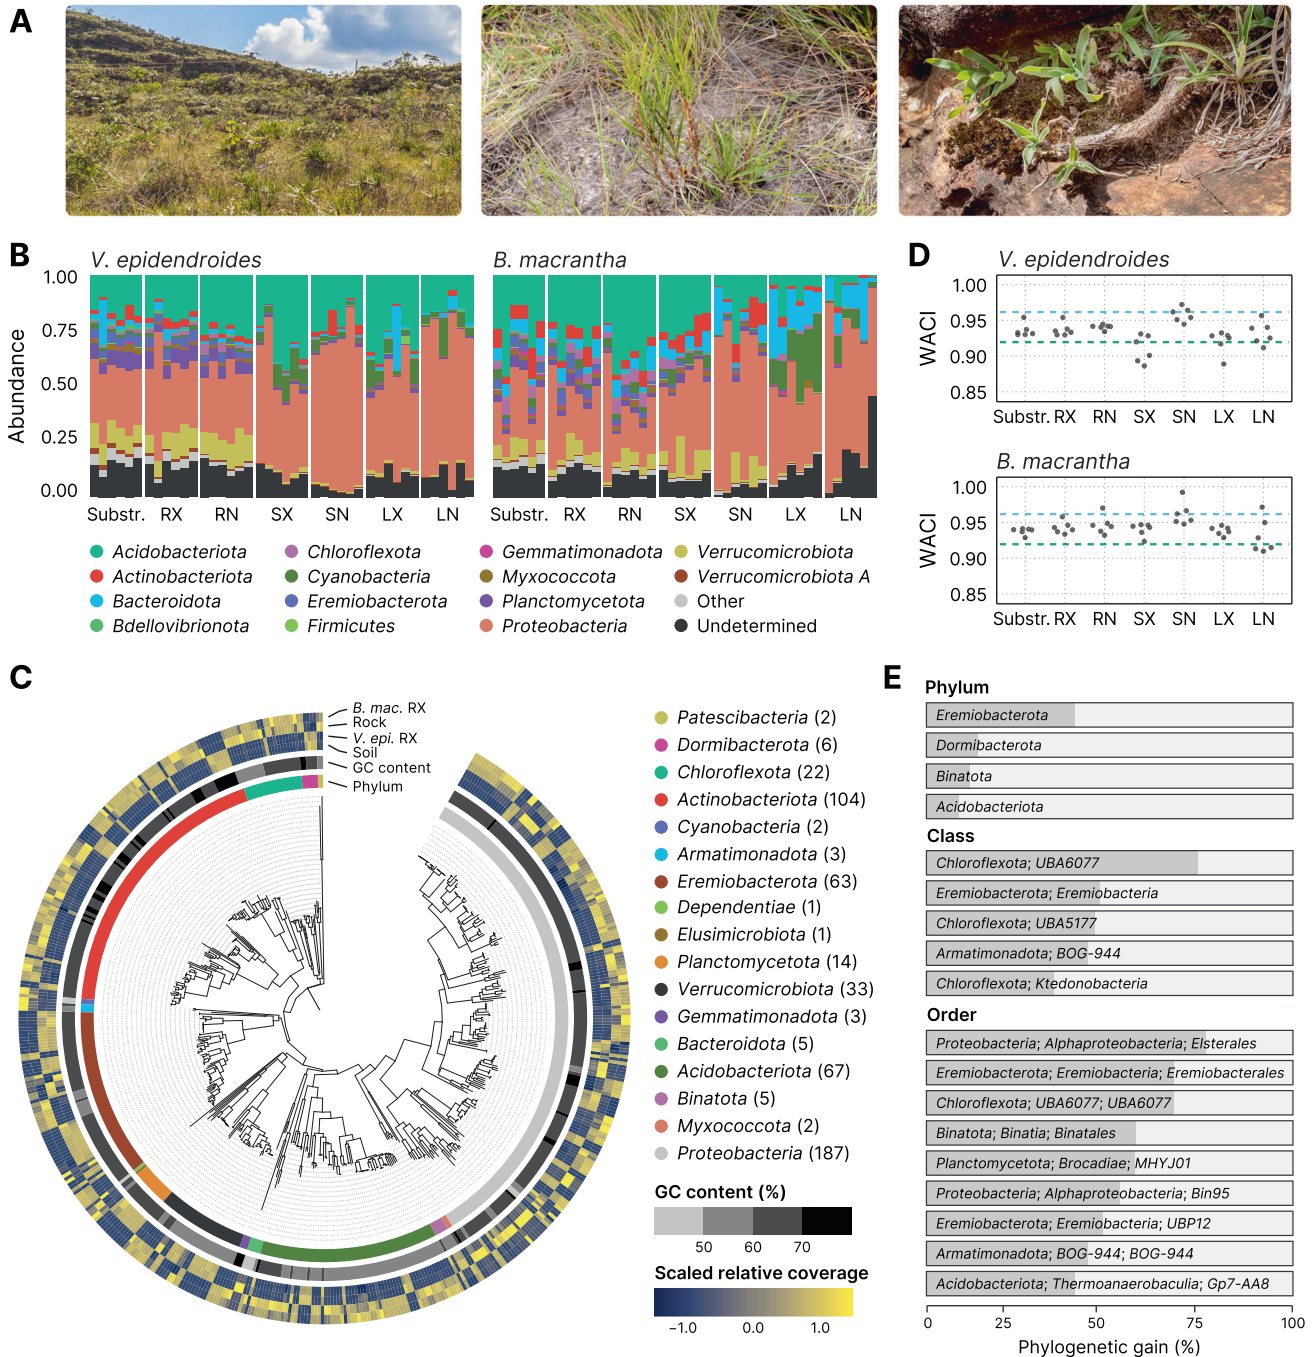 A
B
V. epidendroides
B. macrantha
Abundance
1.00
0.75
0.50
0.25
0.00
Substr. RX RN SX SN LX LN
Substr. RX RN SX SN LX LN
Acidobacteriota
Actinobacteriota
Bacteroidota
Bdellovibrionota
Chloroflexota
Cyanobacteria
Eremiobacterota
Firmicutes
Gemmatimonadota
Myxococcota
Planctomycetota
Proteobacteria
Verrucomicrobiota
Verrucomicrobiota A
Other
Undetermined
D
V. epidendroides
WACI
1.00
0.95
0.90
0.85
Substr. RX RN SX SN LX LN
B. macrantha
WACI
1.00
0.95
0.90
0.85
Substr. RX RN SX SN LX LN
C
B. mac. RX
Rock
V. epi. RX
Soil
GC content
Phylum
Patescibacteria (2)
Dormibacterota (6)
Chloroflexota (22)
Actinobacteriota (104)
Cyanobacteria (2)
Armatimonadota (3)
Eremiobacterota (63)
Dependentiae (1)
Elusimicrobiota (1)
Planctomycetota (14)
Verrucomicrobiota (33)
Gemmatimonadota (3)
Bacteroidota (5)
Acidobacteriota (67)
Binatota (5)
Myxococcota (2)
Proteobacteria (187)
GC content (%)
50 60 70
Scaled relative coverage
−1.0 0.0 1.0
E
Phylum
Eremiobacterota
Dormibacterota
Binatota
Acidobacteriota
Class
Chloroflexota; UBA6077
Eremiobacterota; Eremiobacteria
Chloroflexota; UBA5177
Armatimonadota; BOG-944
Chloroflexota; Ktedonobacteria
Order
Proteobacteria; Alphaproteobacteria; Elsterales
Eremiobacterota; Eremiobacteria; Eremiobacterales
Chloroflexota; UBA6077; UBA6077
Binatota; Binatia; Binatales
Planctomycetota; Brocadiae; MHYJ01
Proteobacteria; Alphaproteobacteria; Bin95
Eremiobacterota; Eremiobacteria; UBP12
Armatimonadota; BOG-944; BOG-944
Acidobacteriota; Thermoanaerobaculia; Gp7-AA8
0 25 50 75 100
Phylogenetic gain (%)